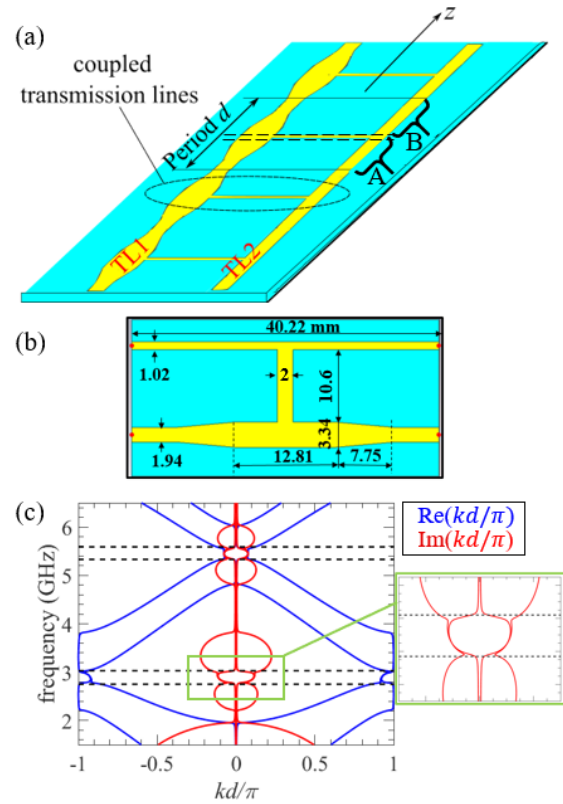 (a)
z
coupled
transmission lines
Period d
B
A
TL1
TL2
(b)
40.22 mm
1.02
2
10.6
3.34
1.94
12.81
7.75
(c)
Re(kd/π)
Im(kd/π)
frequency (GHz)
6
5
4
3
2
-1
-0.5
0
0.5
1
kd/π